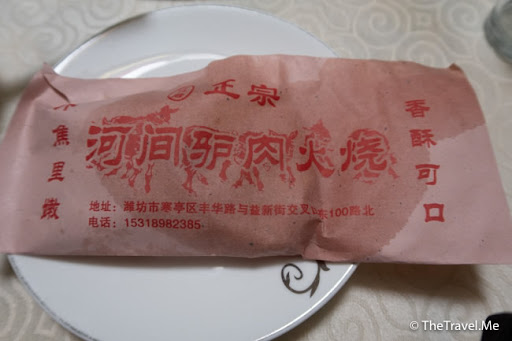 正宗
河间驴肉火烧
焦里嫩
香酥可口
地址：潍坊市寒亭区丰华路与益新街交叉口东100路北
电话：15318982385
© TheTravel.Me